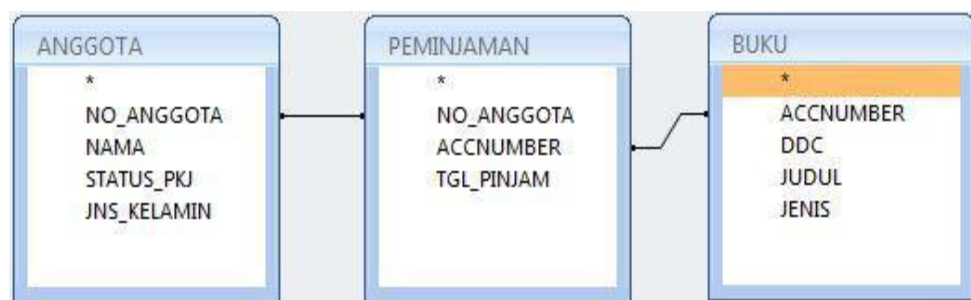 ANGGOTA
*
NO_ANGGOTA
NAMA
STATUS_PKJ
JNS_KELAMIN
PEMINJAMAN
*
NO_ANGGOTA
ACCNUMBER
TGL_PINJAM
BUKU
*
ACCNUMBER
DDC
JUDUL
JENIS